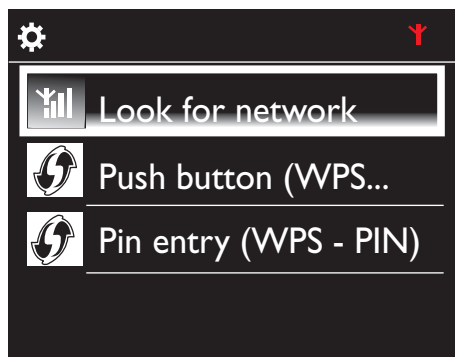 Look for network
Push button (WPS...
Pin entry (WPS - PIN)